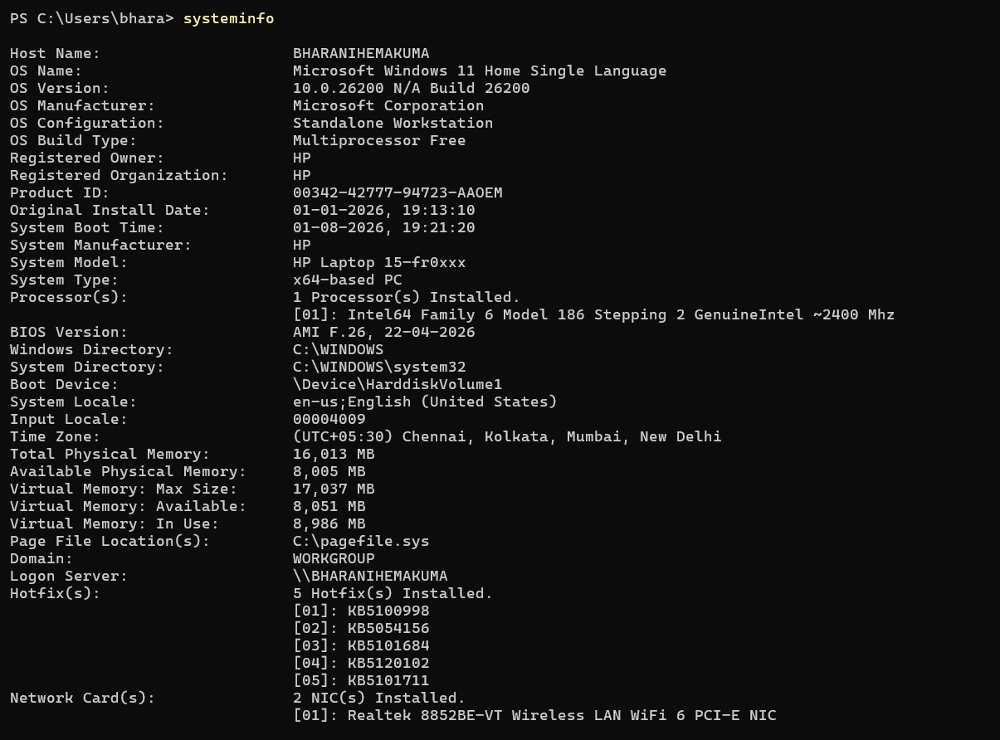 PS C:\Users\bhara> systeminfo
Host Name: BHARANIHEMAKUMA
OS Name: Microsoft Windows 11 Home Single Language
OS Version: 10.0.26200 N/A Build 26200
OS Manufacturer: Microsoft Corporation
OS Configuration: Standalone Workstation
OS Build Type: Multiprocessor Free
Registered Owner: HP
Registered Organization: HP
Product ID: 00342-42777-94723-AAOEM
Original Install Date: 01-01-2026, 19:13:10
System Boot Time: 01-08-2026, 19:21:20
System Manufacturer: HP
System Model: HP Laptop 15-fr0xxx
System Type: x64-based PC
Processor(s): 1 Processor(s) Installed.
[01]: Intel64 Family 6 Model 186 Stepping 2 GenuineIntel ~2400 Mhz
BIOS Version: AMI F.26, 22-04-2026
Windows Directory: C:\WINDOWS
System Directory: C:\WINDOWS\system32
Boot Device: \Device\HarddiskVolume1
System Locale: en-us;English (United States)
Input Locale: 00004009
Time Zone: (UTC+05:30) Chennai, Kolkata, Mumbai, New Delhi
Total Physical Memory: 16,013 MB
Available Physical Memory: 8,005 MB
Virtual Memory: Max Size: 17,037 MB
Virtual Memory: Available: 8,051 MB
Virtual Memory: In Use: 8,986 MB
Page File Location(s): C:\pagefile.sys
Domain: WORKGROUP
Logon Server: \\BHARANIHEMAKUMA
Hotfix(s): 5 Hotfix(s) Installed.
[01]: KB5100998
[02]: KB5054156
[03]: KB5101684
[04]: KB5120102
[05]: KB5101711
Network Card(s): 2 NIC(s) Installed.
[01]: Realtek 8852BE-VT Wireless LAN WiFi 6 PCI-E NIC